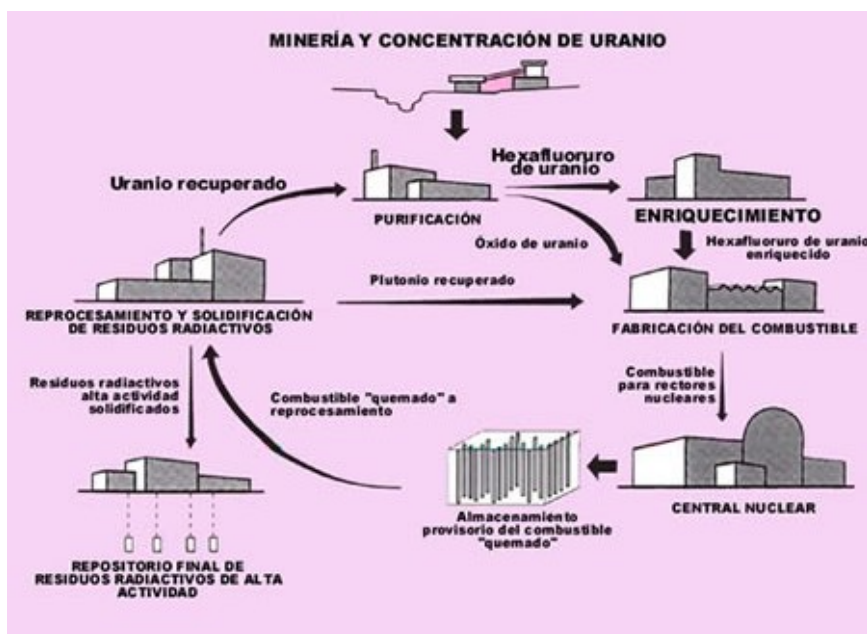 MINERÍA Y CONCENTRACIÓN DE URANIO
Hexafluoruro
de uranio
Uranio recuperado
PURIFICACIÓN
ENRIQUECIMIENTO
Óxido de uranio
Hexafluoruro de uranio
enriquecido
Plutonio recuperado
REPROCESAMIENTO Y SOLIDIFICACIÓN
DE RESIDUOS RADIACTIVOS
FABRICACIÓN DEL COMBUSTIBLE
Residuos radiactivos
alta actividad
solidificados
Combustible "quemado" a
reprocesamiento
Combustible
para rectores
nucleares
CENTRAL NUCLEAR
Almacenamiento
provisorio del combustible
"quemado"
REPOSITORIO FINAL DE
RESIDUOS RADIACTIVOS DE ALTA
ACTIVIDAD